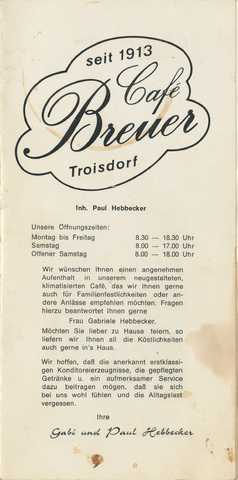 seit 1913
Café
Breuer
Troisdorf
Inh. Paul Hebbecker
Unsere Öffnungszeiten:
Montag bis Freitag 8.30 — 18.30 Uhr
Samstag 8.00 — 17.00 Uhr
Offener Samstag 8.00 — 18.00 Uhr
Wir wünschen Ihnen einen angenehmen
Aufenthalt in unserem neugestalteten,
klimatisierten Café, das wir Ihnen gerne
auch für Familienfestlichkeiten oder an-
dere Anlässe empfehlen möchten. Fragen
hierzu beantwortet Ihnen gerne
Frau Gabriele Hebbecker.
Möchten Sie lieber zu Hause feiern, so
liefern wir Ihnen all die Köstlichkeiten
auch gerne in's Haus.
Wir hoffen, daß die anerkannt erstklassi-
gen Konditoreierzeugnisse, die gepflegten
Getränke u. ein aufmerksamer Service
dazu beitragen mögen, daß sie sich
bei uns wohl fühlen und die Alltagslast
vergessen.
Ihre
Gabi und Paul Hebbecker